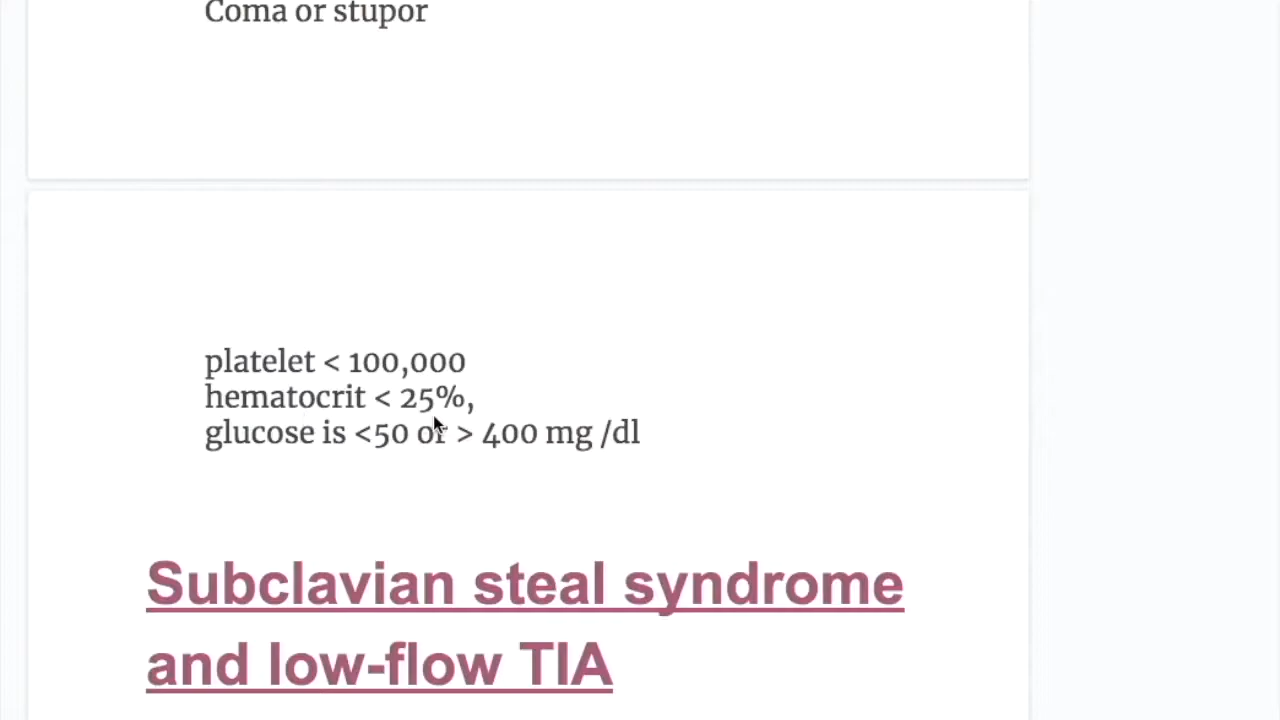 Coma or stupor
platelet < 100,000
hematocrit < 25%,
glucose is <50 or > 400 mg /dl
Subclavian steal syndrome
and low-flow TIA